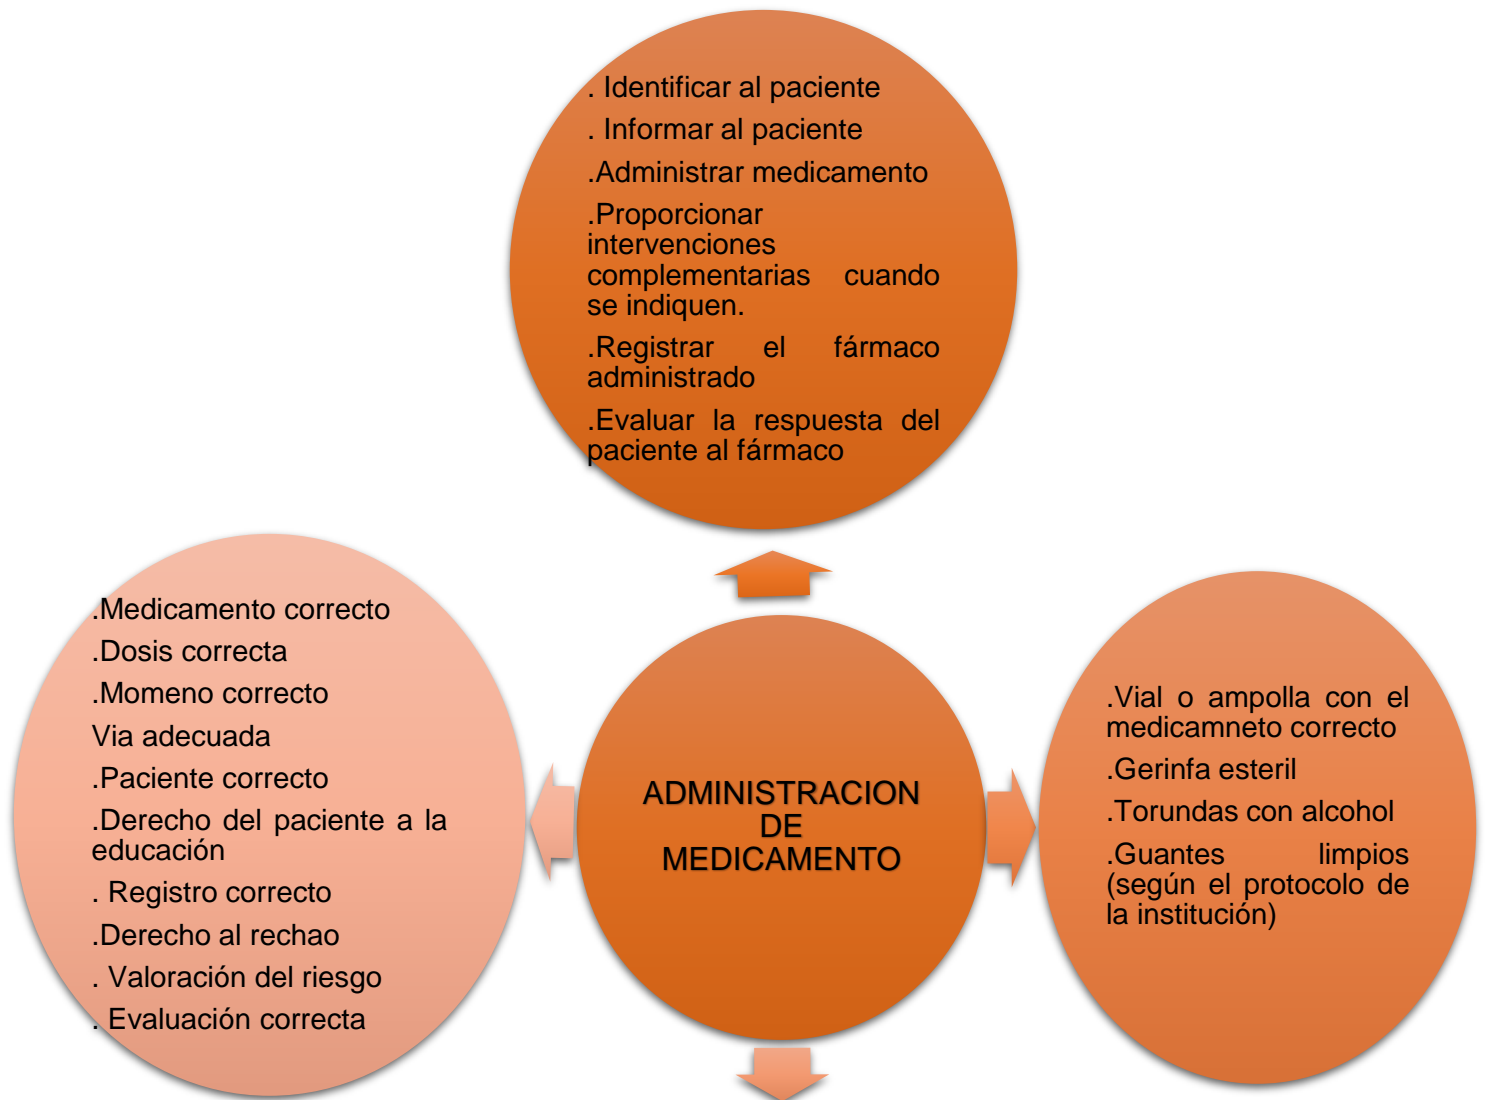 . Identificar al paciente
. Informar al paciente
.Administrar medicamento
.Proporcionar
intervenciones
complementarias cuando
se indiquen.
.Registrar el fármaco
administrado
.Evaluar la respuesta del
paciente al fármaco
.Medicamento correcto
.Dosis correcta
.Momeno correcto
Via adecuada
.Paciente correcto
.Derecho del paciente a la
educación
. Registro correcto
.Derecho al rechao
. Valoración del riesgo
. Evaluación correcta
ADMINISTRACION
DE
MEDICAMENTO
.Vial o ampolla con el
medicamneto correcto
.Gerinfa esteril
.Torundas con alcohol
.Guantes limpios
(según el protocolo de
la institución)